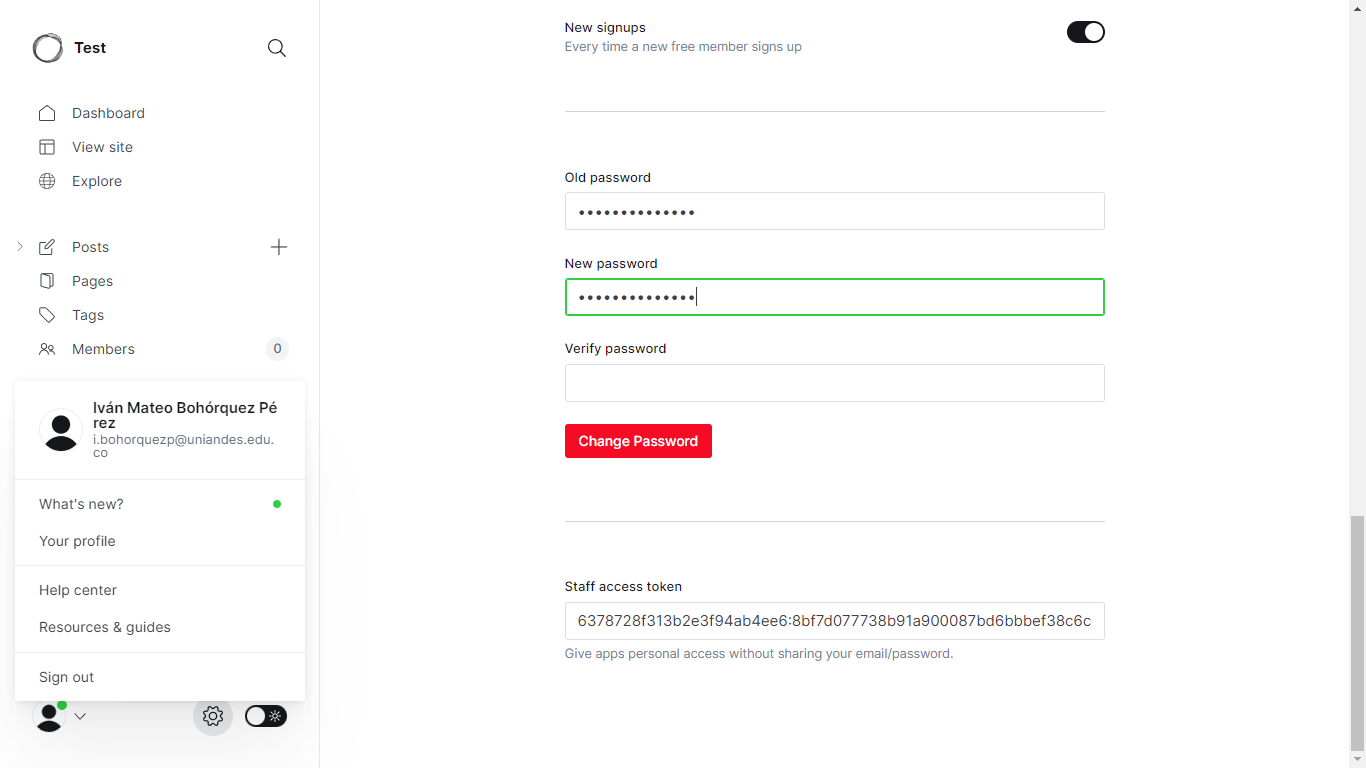 Test
Dashboard
View site
Explore
Posts
Pages
Tags
Members
0
Iván Mateo Bohórquez Pé
rez
i.bohorquezp@uniandes.edu.
co
What's new?
Your profile
Help center
Resources & guides
Sign out
New signups
Every time a new free member signs up
Old password
••••••••••••••
New password
••••••••••••••
Verify password
Change Password
Staff access token
6378728f313b2e3f94ab4ee6:8bf7d077738b91a900087bd6bbbef38c6c
Give apps personal access without sharing your email/password.